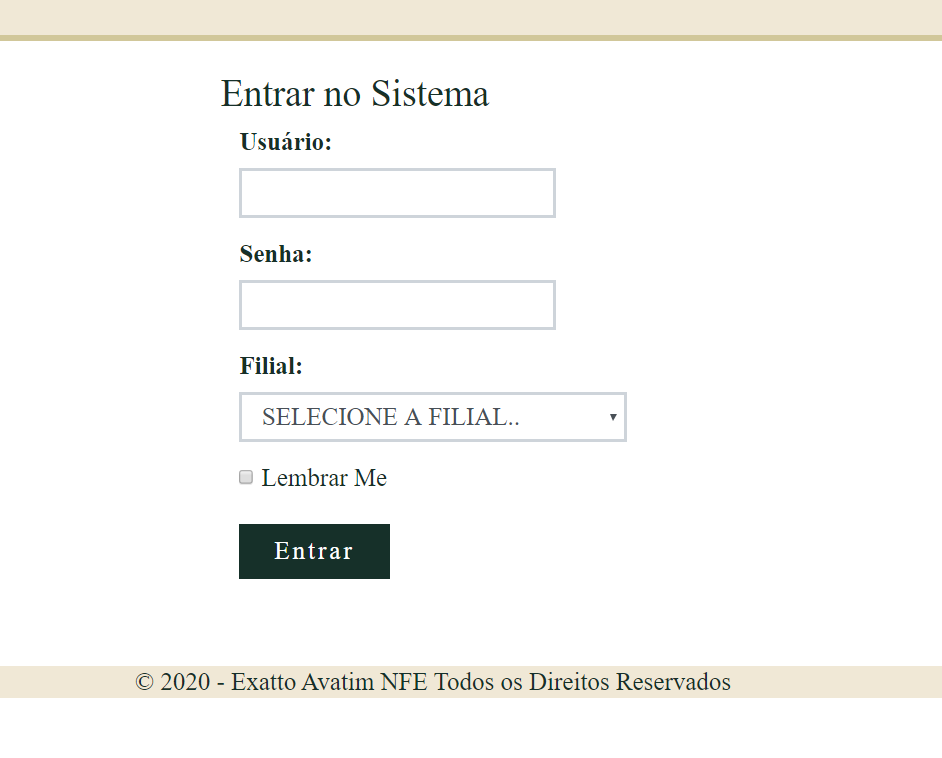 Entrar no Sistema
Usuário:
Senha:
Filial:
SELECIONE A FILIAL..
Lembrar Me
Entrar
© 2020 - Exatto Avatim NFE Todos os Direitos Reservados